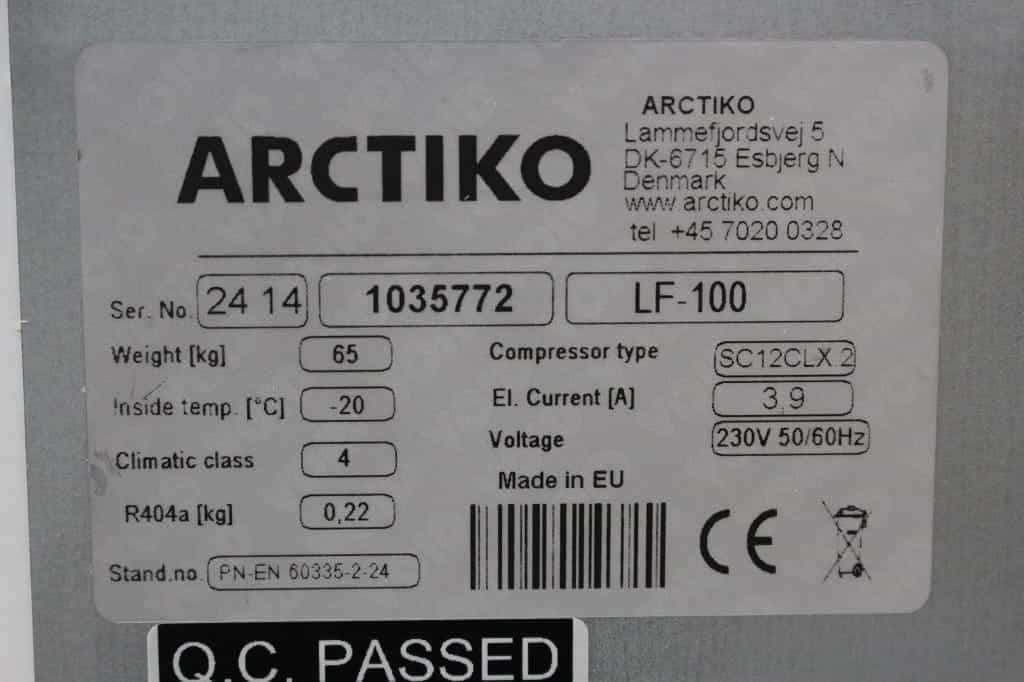 ARCTIKO
ARCTIKO
Lammefjordsvej 5
DK-6715 Esbjerg N
Denmark
www.arctiko.com
tel +45 7020 0328
Ser. No. 24 14 1035772 LF-100
Weight [kg] 65
Compressor type SC12CLX.2
Inside temp. [°C] -20
El. Current [A] 3,9
Voltage 230V 50/60Hz
Climatic class 4
Made in EU
R404a [kg] 0,22
CE
Stand.no. PN-EN 60335-2-24
Q.C. PASSED